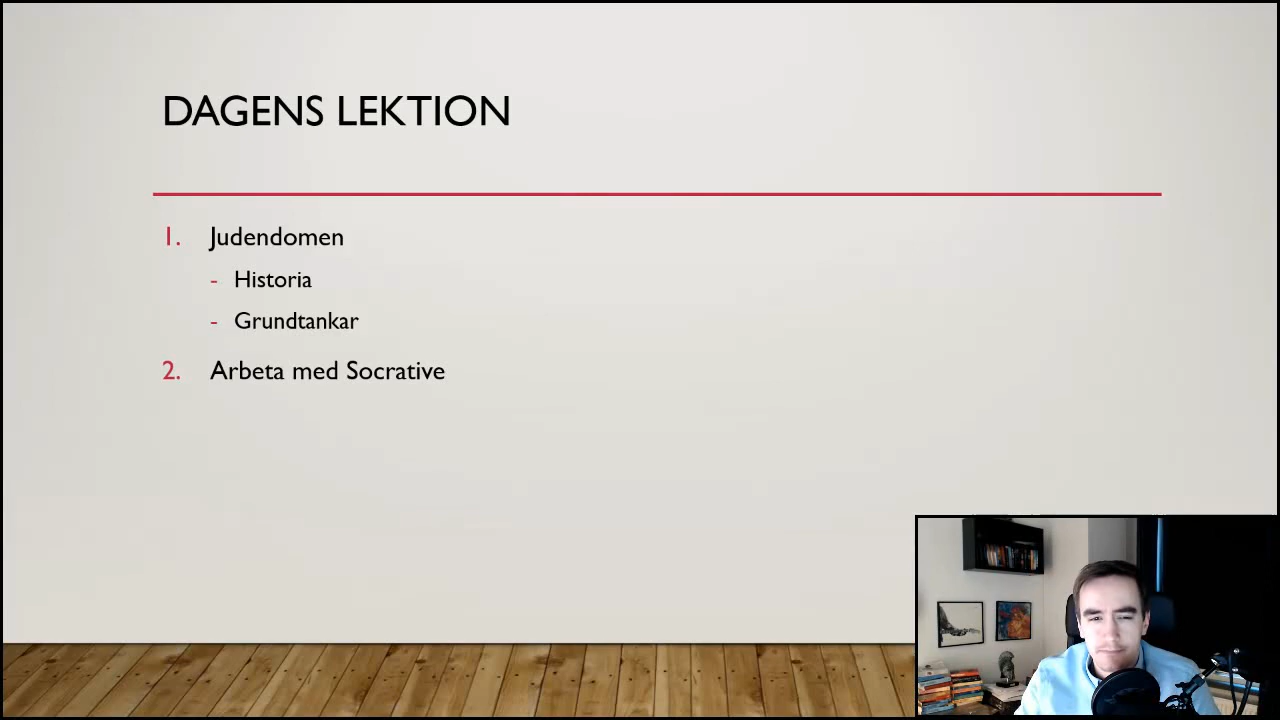 DAGENS LEKTION
1. Judendomen
- Historia
- Grundtankar
2. Arbeta med Socrative